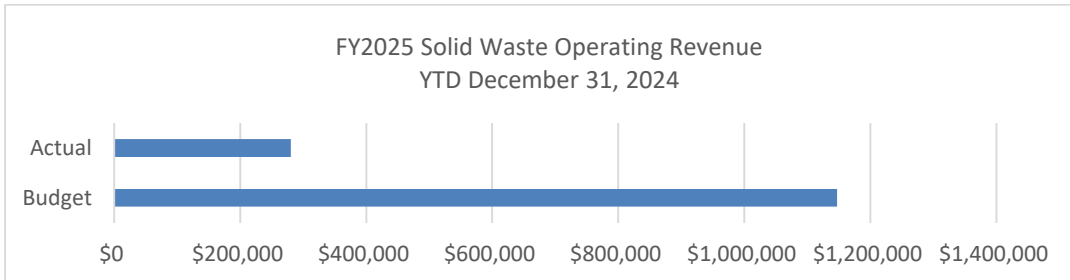 FY2025 Solid Waste Operating Revenue
YTD December 31, 2024
Actual
Budget
$0 $200,000 $400,000 $600,000 $800,000 $1,000,000 $1,200,000 $1,400,000